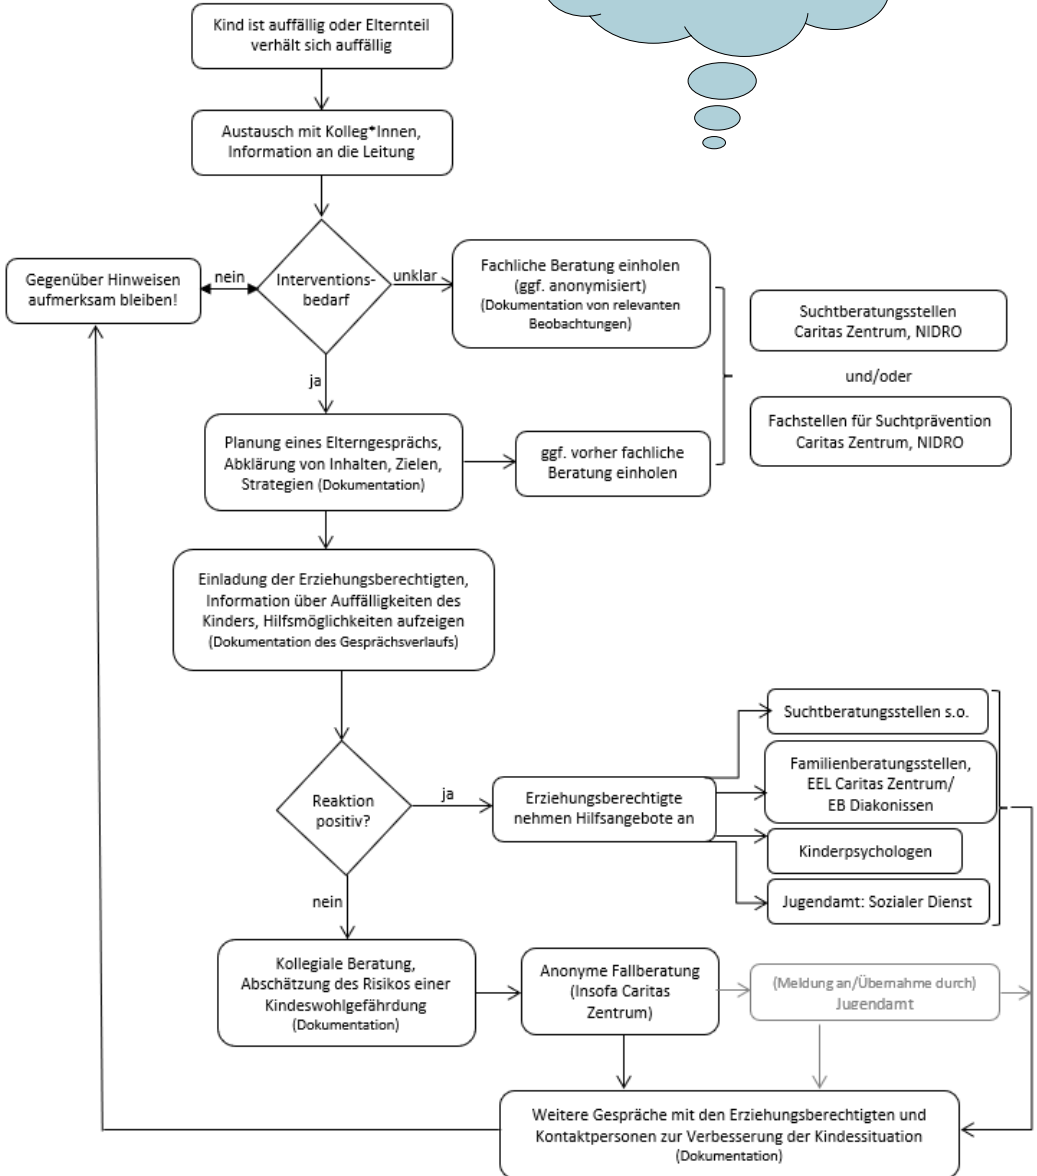 Kind ist auffällig oder Elternteil
verhält sich auffällig
Austausch mit Kolleg*Innen,
Information an die Leitung
Gegenüber Hinweisen
aufmerksam bleiben!
nein
Interventions-
bedarf
unklar
Fachliche Beratung einholen
(ggf. anonymisiert)
(Dokumentation von relevanten
Beobachtungen)
Suchtberatungsstellen
Caritas Zentrum, NIDRO
und/oder
Fachstellen für Suchtprävention
Caritas Zentrum, NIDRO
ja
Planung eines Elterngesprächs,
Abklärung von Inhalten, Zielen,
Strategien (Dokumentation)
ggf. vorher fachliche
Beratung einholen
Einladung der Erziehungsberechtigten,
Information über Auffälligkeiten des
Kinders, Hilfsmöglichkeiten aufzeigen
(Dokumentation des Gesprächsverlaufs)
Reaktion
positiv?
ja
Erziehungsberechtigte
nehmen Hilfsangebote an
Suchtberatungsstellen s.o.
Familienberatungsstellen,
EEL Caritas Zentrum/
EB Diakonissen
Kinderpsychologen
Jugendamt: Sozialer Dienst
nein
Kollegiale Beratung,
Abschätzung des Risikos einer
Kindeswohlgefährdung
(Dokumentation)
Anonyme Fallberatung
(Insofa Caritas
Zentrum)
(Meldung an/Übernahme durch)
Jugendamt
Weitere Gespräche mit den Erziehungsberechtigten und
Kontaktpersonen zur Verbesserung der Kindessituation
(Dokumentation)